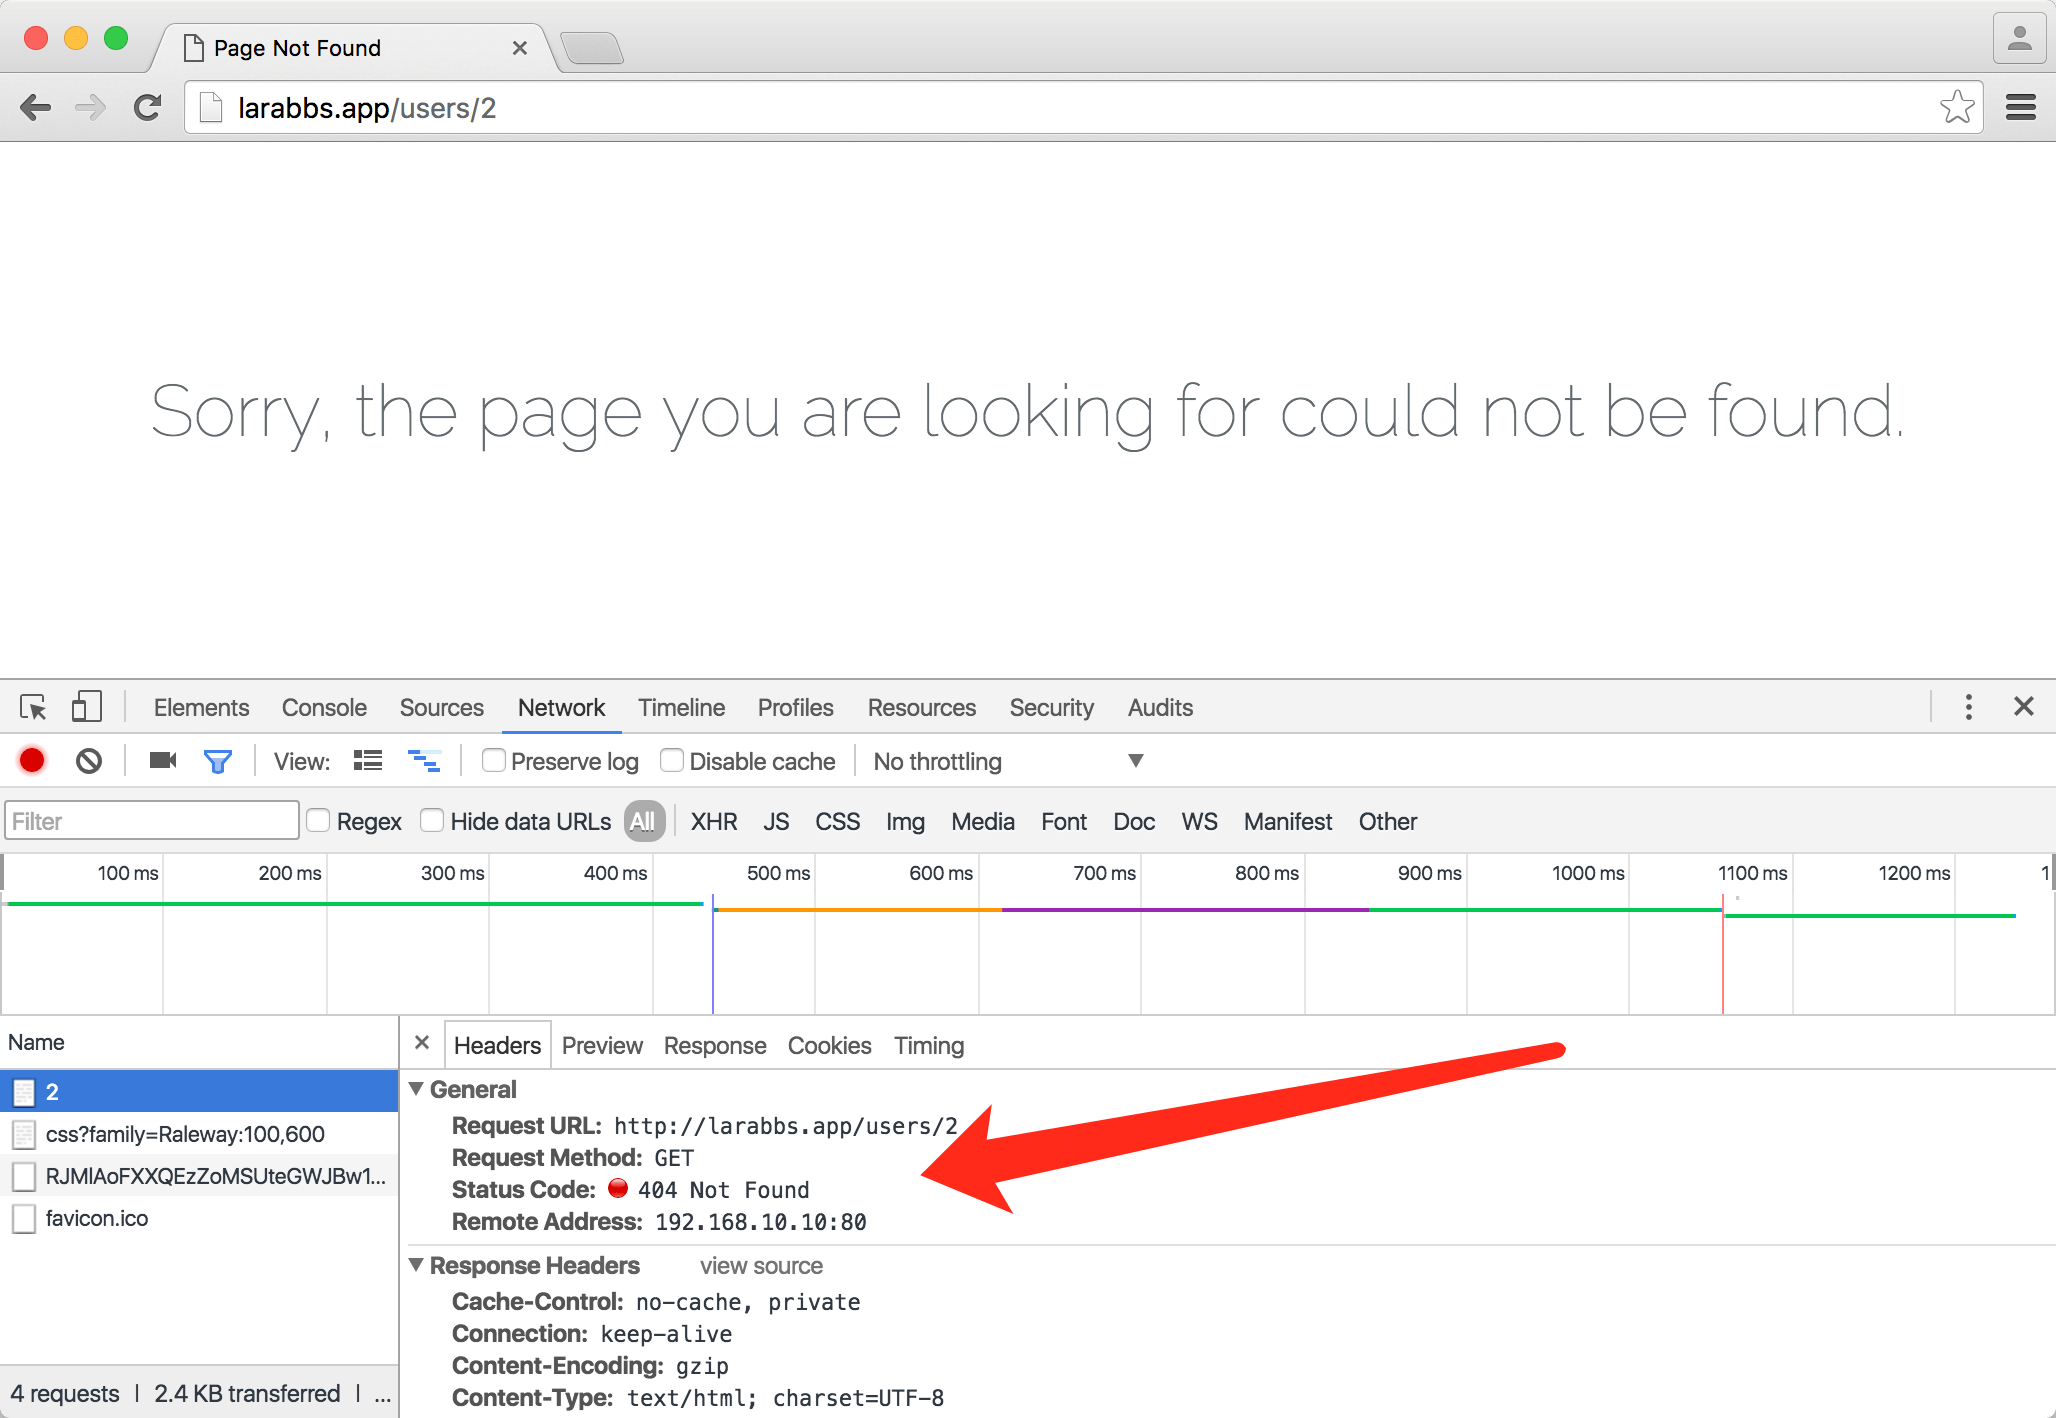 Page Not Found
larabbs.app/users/2
Sorry, the page you are looking for could not be found.
Elements Console Sources Network Timeline Profiles Resources Security Audits
View: Preserve log Disable cache No throttling
Filter Regex Hide data URLs All XHR JS CSS Img Media Font Doc WS Manifest Other
100 ms 200 ms 300 ms 400 ms 500 ms 600 ms 700 ms 800 ms 900 ms 1000 ms 1100 ms 1200 ms 1
Name
2
css?family=Raleway:100,600
RJMlAoFXXQEzZoMSUteGWJBw1...
favicon.ico
4 requests | 2.4 KB transferred | ...
Headers Preview Response Cookies Timing
General
Request URL: http://larabbs.app/users/2
Request Method: GET
Status Code: 404 Not Found
Remote Address: 192.168.10.10:80
Response Headers view source
Cache-Control: no-cache, private
Connection: keep-alive
Content-Encoding: gzip
Content-Type: text/html; charset=UTF-8